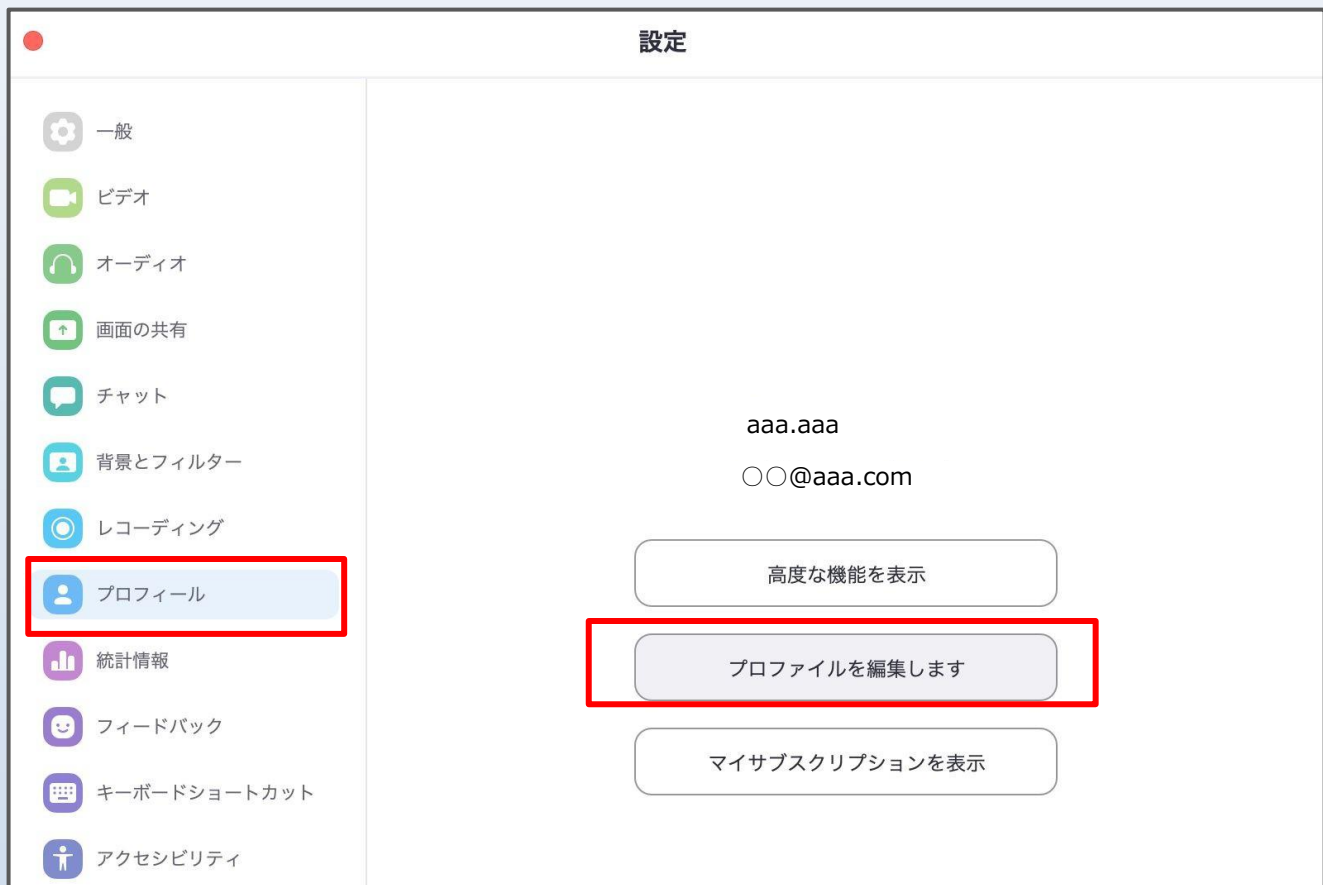 設定
一般
ビデオ
オーディオ
画面の共有
チャット
背景とフィルター
レコーディング
プロフィール
統計情報
フィードバック
キーボードショートカット
アクセシビリティ
aaa.aaa
○○@aaa.com
高度な機能を表示
プロファイルを編集します
マイサブスクリプションを表示